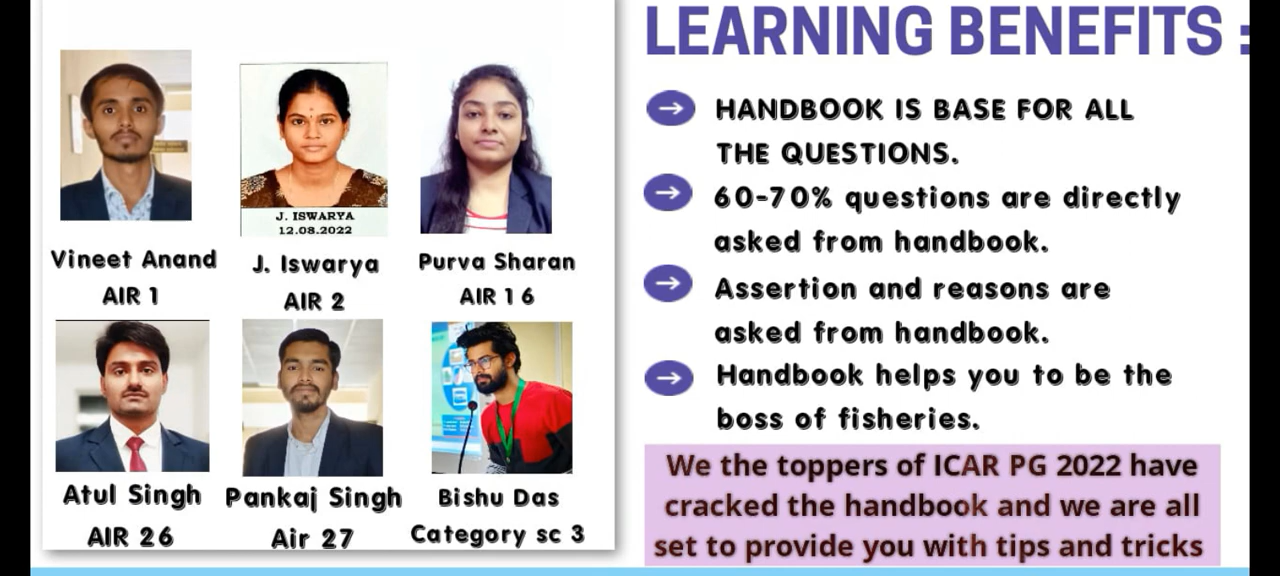 J. ISWARYA
12.08.2022
Vineet Anand
AIR 1
J. Iswarya
AIR 2
Purva Sharan
AIR 16
Atul Singh
AIR 26
Pankaj Singh
Air 27
Bishu Das
Category sc 3
LEARNING BENEFITS :
HANDBOOK IS BASE FOR ALL
THE QUESTIONS.
60-70% questions are directly
asked from handbook.
Assertion and reasons are
asked from handbook.
Handbook helps you to be the
boss of fisheries.
We the toppers of ICAR PG 2022 have
cracked the handbook and we are all
set to provide you with tips and tricks